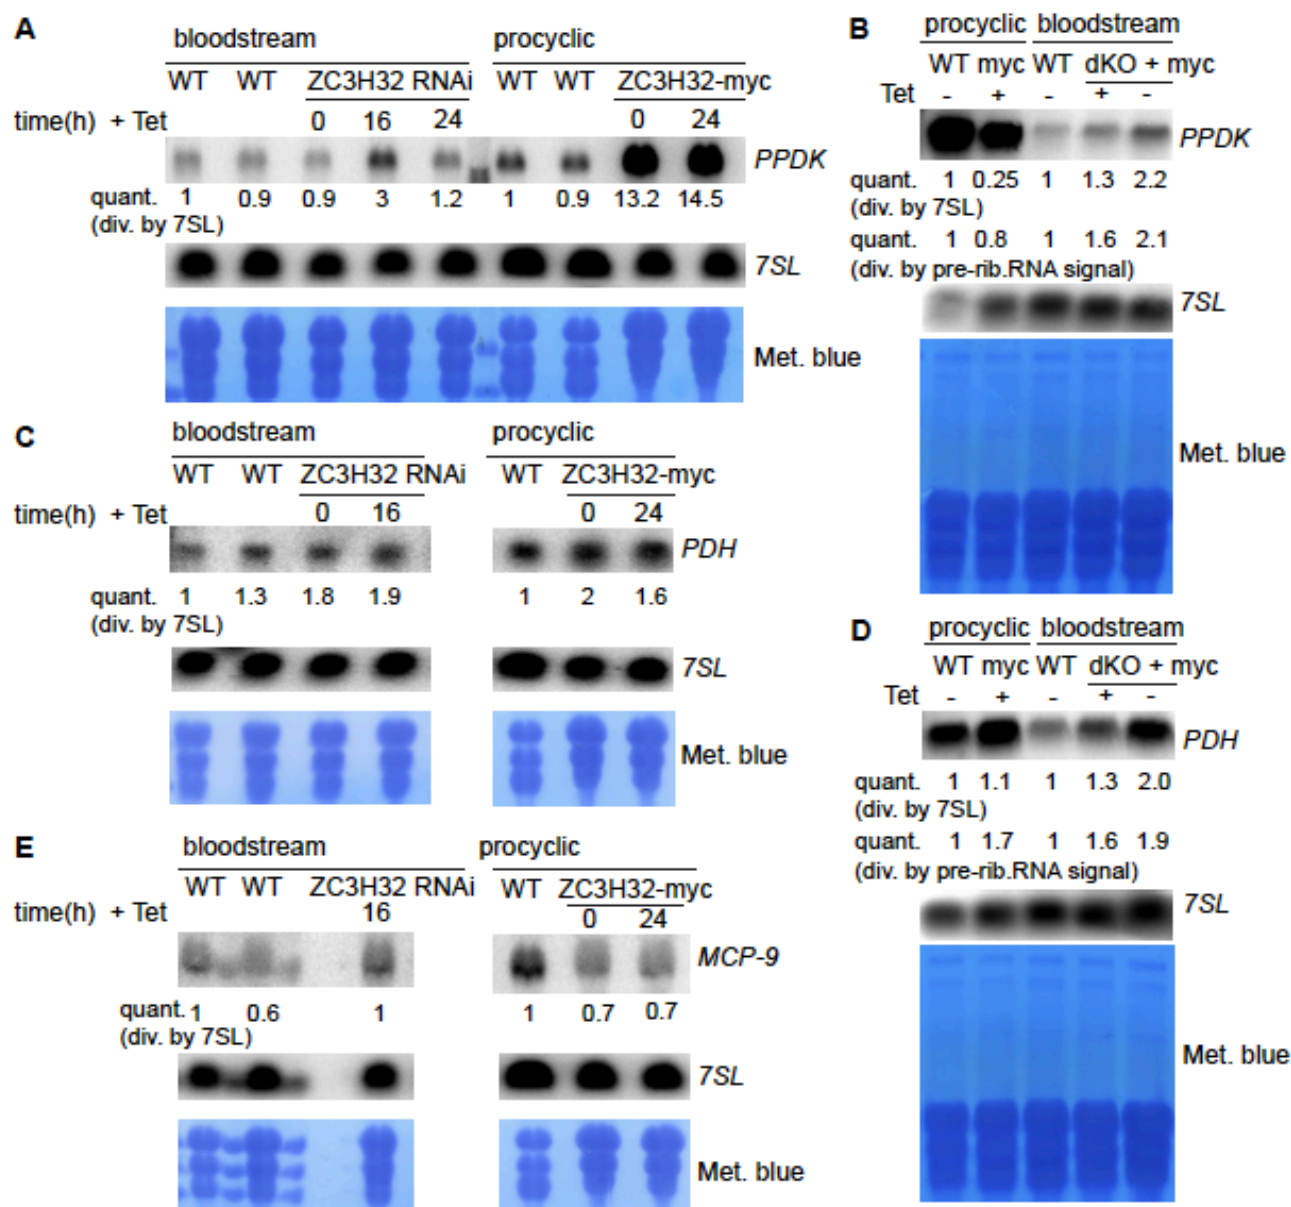 A
bloodstream procyclic
WT WT ZC3H32 RNAi WT WT ZC3H32-myc
time(h) + Tet 0 16 24 0 24
PPDK
quant. 1 0.9 0.9 3 1.2 1 0.9 13.2 14.5
(div. by 7SL)
7SL
Met. blue
B
procyclic bloodstream
WT myc WT dKO + myc
Tet - + - + -
PPDK
quant. 1 0.25 1 1.3 2.2
(div. by 7SL)
quant. 1 0.8 1 1.6 2.1
(div. by pre-rib.RNA signal)
7SL
Met. blue
C
bloodstream procyclic
WT WT ZC3H32 RNAi WT ZC3H32-myc
time(h) + Tet 0 16 0 24
PDH
quant. 1 1.3 1.8 1.9 1 2 1.6
(div. by 7SL)
7SL
Met. blue
D
procyclic bloodstream
WT myc WT dKO + myc
Tet - + - + -
PDH
quant. 1 1.1 1 1.3 2.0
(div. by 7SL)
quant. 1 1.7 1 1.6 1.9
(div. by pre-rib.RNA signal)
7SL
Met. blue
E
bloodstream procyclic
WT WT ZC3H32 RNAi WT ZC3H32-myc
time(h) + Tet 16 0 24
MCP-9
quant. 1 0.6 1 1 0.7 0.7
(div. by 7SL)
7SL
Met. blue